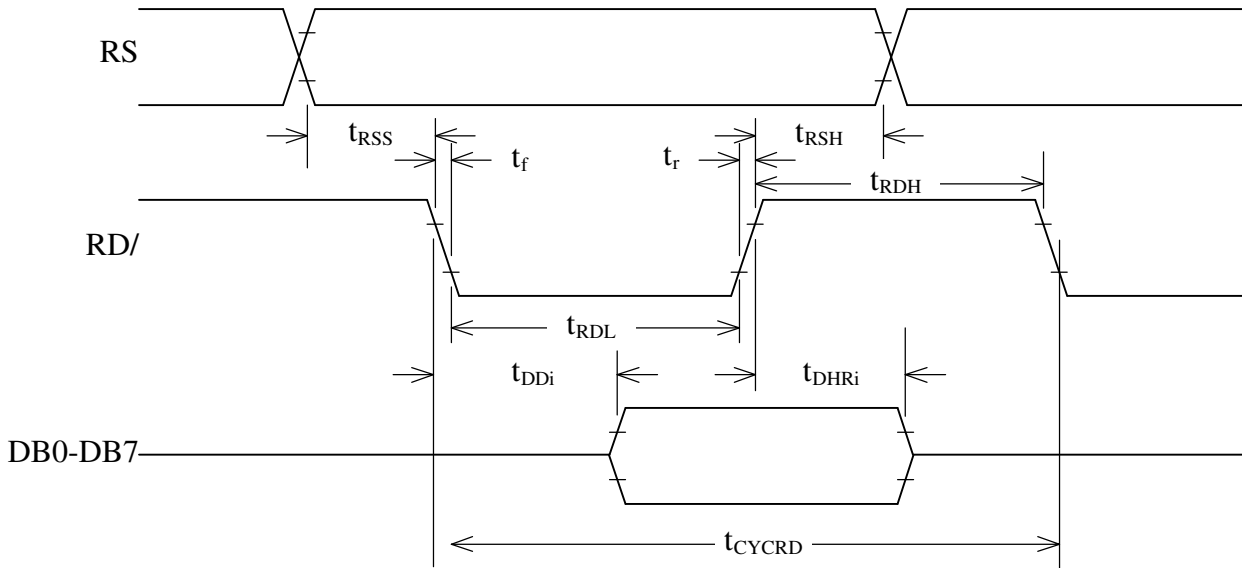 RS
tRSS
tRSH
tf
tr
tRDH
RD/
tRDL
tDDi
tDHRi
DB0-DB7
tCYCRD